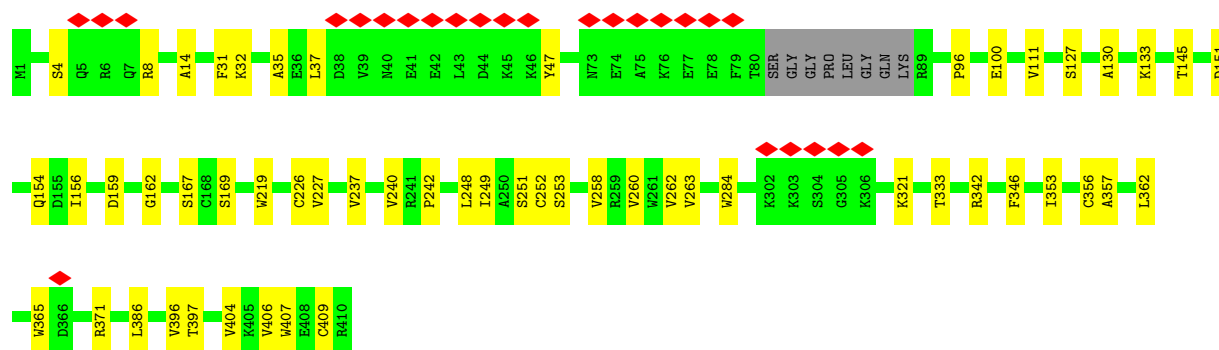 M1 S4 Q5 R6 Q7 R8 A14 F31 K32 A35 E36 L37 D38 V39 N40 E41 E42 L43 D44 K45 K46 Y47 N73 E74 A75 K76 E77 E78 F79 T80 SER GLY GLY PRO LEU GLY GLN LYS R89 P96 E100 V111 S127 A130 K133 T145 D151
Q154 D155 I156 D159 G162 S167 G168 S169 W219 C226 V227 V237 V240 R241 P242 L248 I249 A250 S251 C252 S253 V258 R259 V260 W261 V262 V263 W284 K302 K303 S304 G305 K306 K321 T333 R342 F346 I353 C356 A357 L362
W365 D366 R371 L386 V396 T397 V404 K405 V406 W407 E408 C409 R410